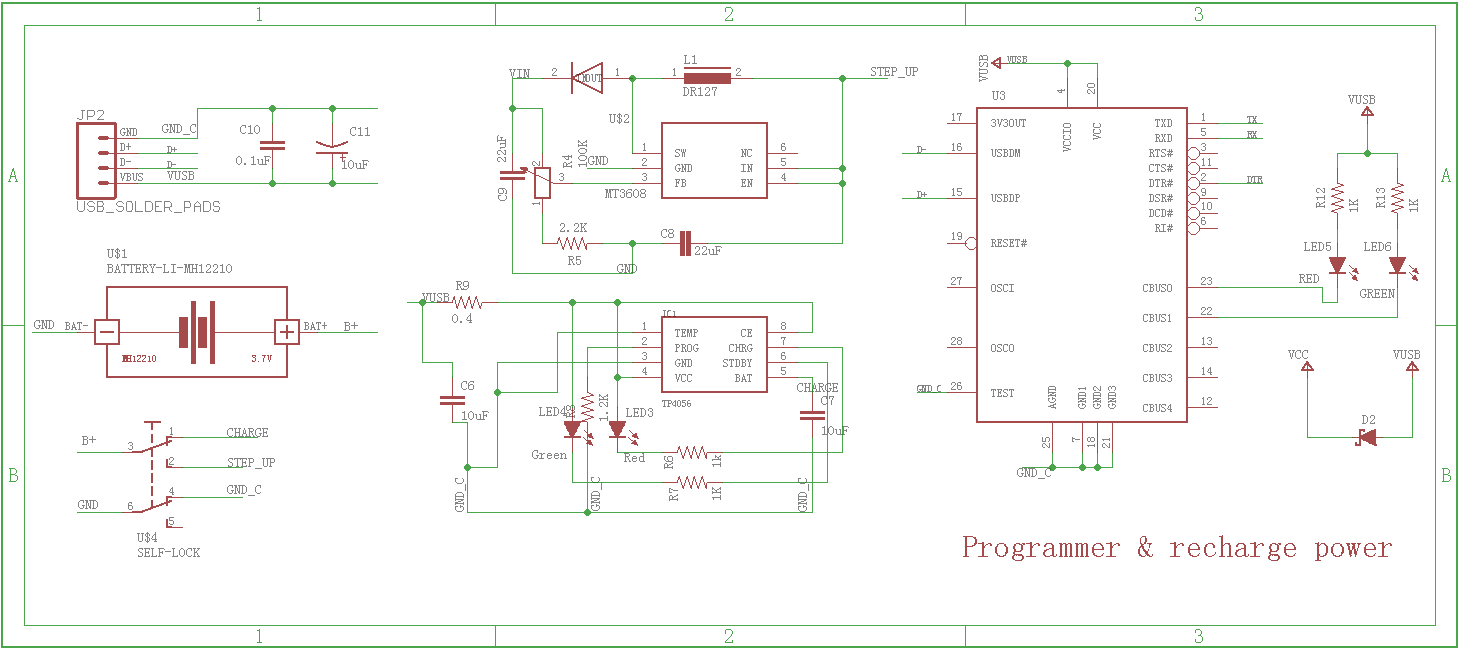 1 2 3
A
B
A
B
1 2 3
JP2
GND
D+
D-
VBUS
GND_C
D+
D-
VUSB
C10
0.1uF
C11
10uF
USB_SOLDER_PADS
U$1
BATTERY-LI-MH12210
GND
BAT-
MH12210
3.7V
BAT+
B+
B+
3
1
CHARGE
2
STEP_UP
GND
6
4
GND_C
5
U$4
SELF-LOCK
VIN
2
1
L1
1
2
DR127
STEP_UP
U$2
22uF
C9
R4
100K
2
3
1
GND
1 SW
2 GND
3 FB
NC 6
IN 5
EN 4
MT3608
2.2K
R5
C8
22uF
GND
VUSB
R9
0.4
C6
10uF
1 TEMP
2 PROG
3 GND
4 VCC
CE 8
CHRG 7
STDBY 6
BAT 5
TP4056
CHARGE
C7
10uF
LED4
Green
1.2K
LED3
Red
R6
1k
R7
1K
GND_C
GND_C
GND_C
VUSB
VUSB
U3
4
20
VCCIO
VCC
17 3V3OUT
D- 16 USBDM
D+ 15 USBDP
19 RESET#
27 OSCI
28 OSCO
GND_C 26 TEST
TXD 1 TX
RXD 5 RX
RTS# 3
CTS# 11
DTR# 2 DTR
DSR# 9
DCD# 10
RI# 6
CBUS0 23
CBUS1 22
CBUS2 13
CBUS3 14
CBUS4 12
AGND
GND1
GND2
GND3
25
7
18
21
GND_C
VUSB
R12
1K
R13
1K
LED5
LED6
RED
GREEN
VCC
VUSB
D2
Programmer & recharge power